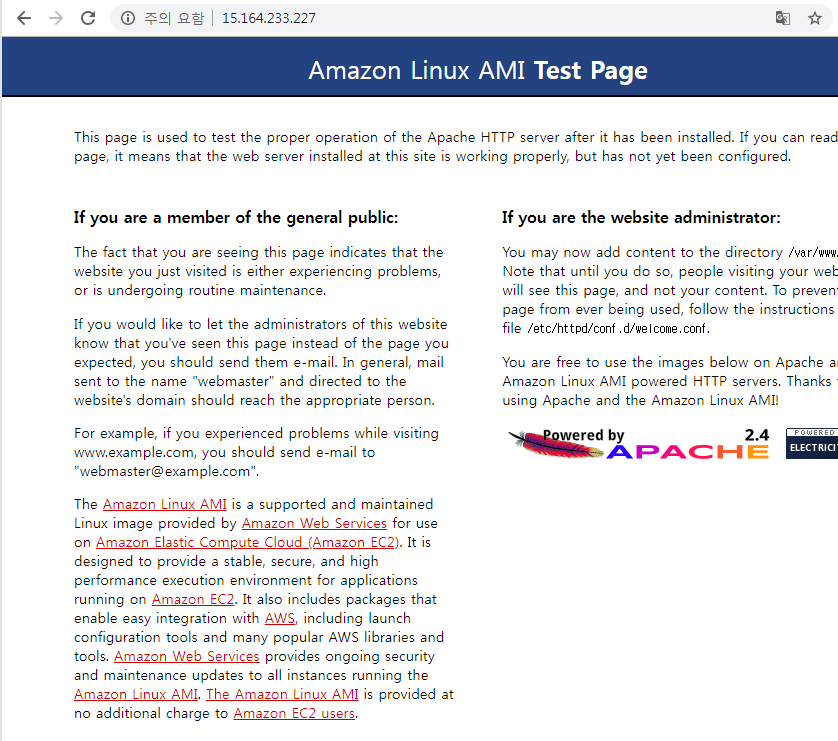 주의 요함 15.164.233.227
Amazon Linux AMI Test Page
This page is used to test the proper operation of the Apache HTTP server after it has been installed. If you can read
page, it means that the web server installed at this site is working properly, but has not yet been configured.
If you are a member of the general public:
The fact that you are seeing this page indicates that the
website you just visited is either experiencing problems,
or is undergoing routine maintenance.
If you would like to let the administrators of this website
know that you've seen this page instead of the page you
expected, you should send them e-mail. In general, mail
sent to the name "webmaster" and directed to the
website's domain should reach the appropriate person.
For example, if you experienced problems while visiting
www.example.com, you should send e-mail to
"webmaster@example.com".
The Amazon Linux AMI is a supported and maintained
Linux image provided by Amazon Web Services for use
on Amazon Elastic Compute Cloud (Amazon EC2). It is
designed to provide a stable, secure, and high
performance execution environment for applications
running on Amazon EC2. It also includes packages that
enable easy integration with AWS, including launch
configuration tools and many popular AWS libraries and
tools. Amazon Web Services provides ongoing security
and maintenance updates to all instances running the
Amazon Linux AMI. The Amazon Linux AMI is provided at
no additional charge to Amazon EC2 users.
If you are the website administrator:
You may now add content to the directory /var/www.
Note that until you do so, people visiting your web
will see this page, and not your content. To prevent
page from ever being used, follow the instructions
file /etc/httpd/conf.d/welcome.conf.
You are free to use the images below on Apache a
Amazon Linux AMI powered HTTP servers. Thanks
using Apache and the Amazon Linux AMI!
Powered by 2.4
APACHE
POWERED
ELECTRICI